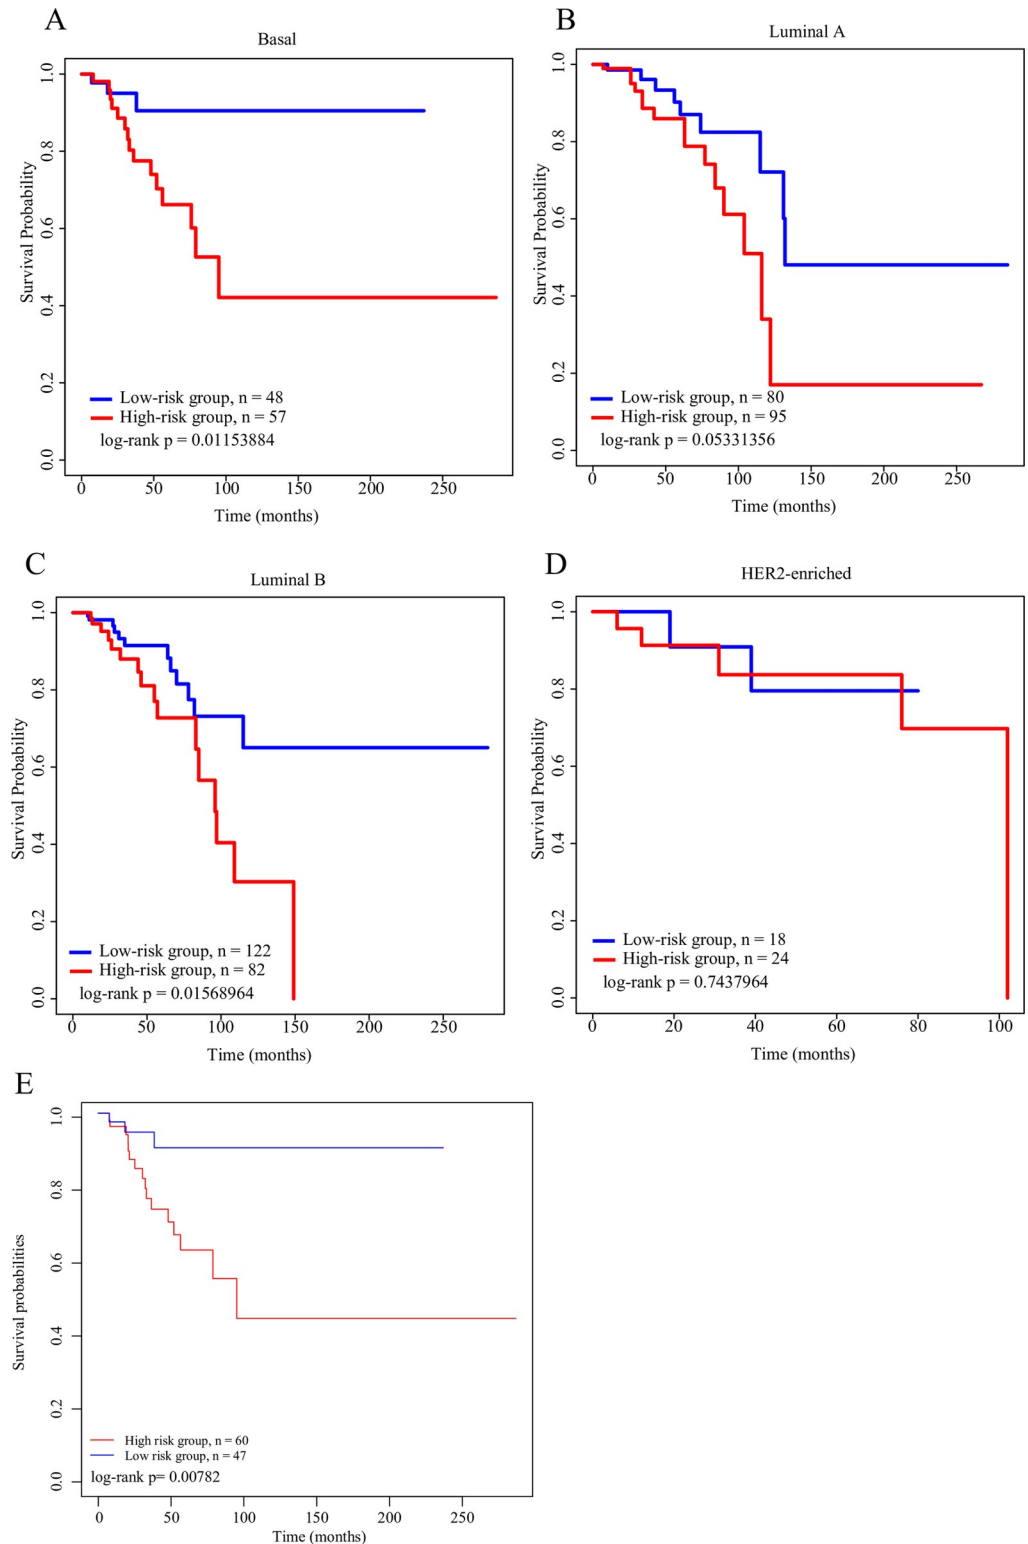 A
Basal
Survival Probability
1.0
0.8
0.6
0.4
0.2
0.0
Low-risk group, n = 48
High-risk group, n = 57
log-rank p = 0.01153884
0 50 100 150 200 250
Time (months)
B
Luminal A
Survival Probability
1.0
0.8
0.6
0.4
0.2
0.0
Low-risk group, n = 80
High-risk group, n = 95
log-rank p = 0.05331356
0 50 100 150 200 250
Time (months)
C
Luminal B
Survival Probability
1.0
0.8
0.6
0.4
0.2
0.0
Low-risk group, n = 122
High-risk group, n = 82
log-rank p = 0.01568964
0 50 100 150 200 250
Time (months)
D
HER2-enriched
Survival Probability
1.0
0.8
0.6
0.4
0.2
0.0
Low-risk group, n = 18
High-risk group, n = 24
log-rank p = 0.7437964
0 20 40 60 80 100
Time (months)
E
Survival probabilities
1.0
0.8
0.6
0.4
0.2
0.0
High risk group, n = 60
Low risk group, n = 47
log-rank p= 0.00782
0 50 100 150 200 250
Time (months)